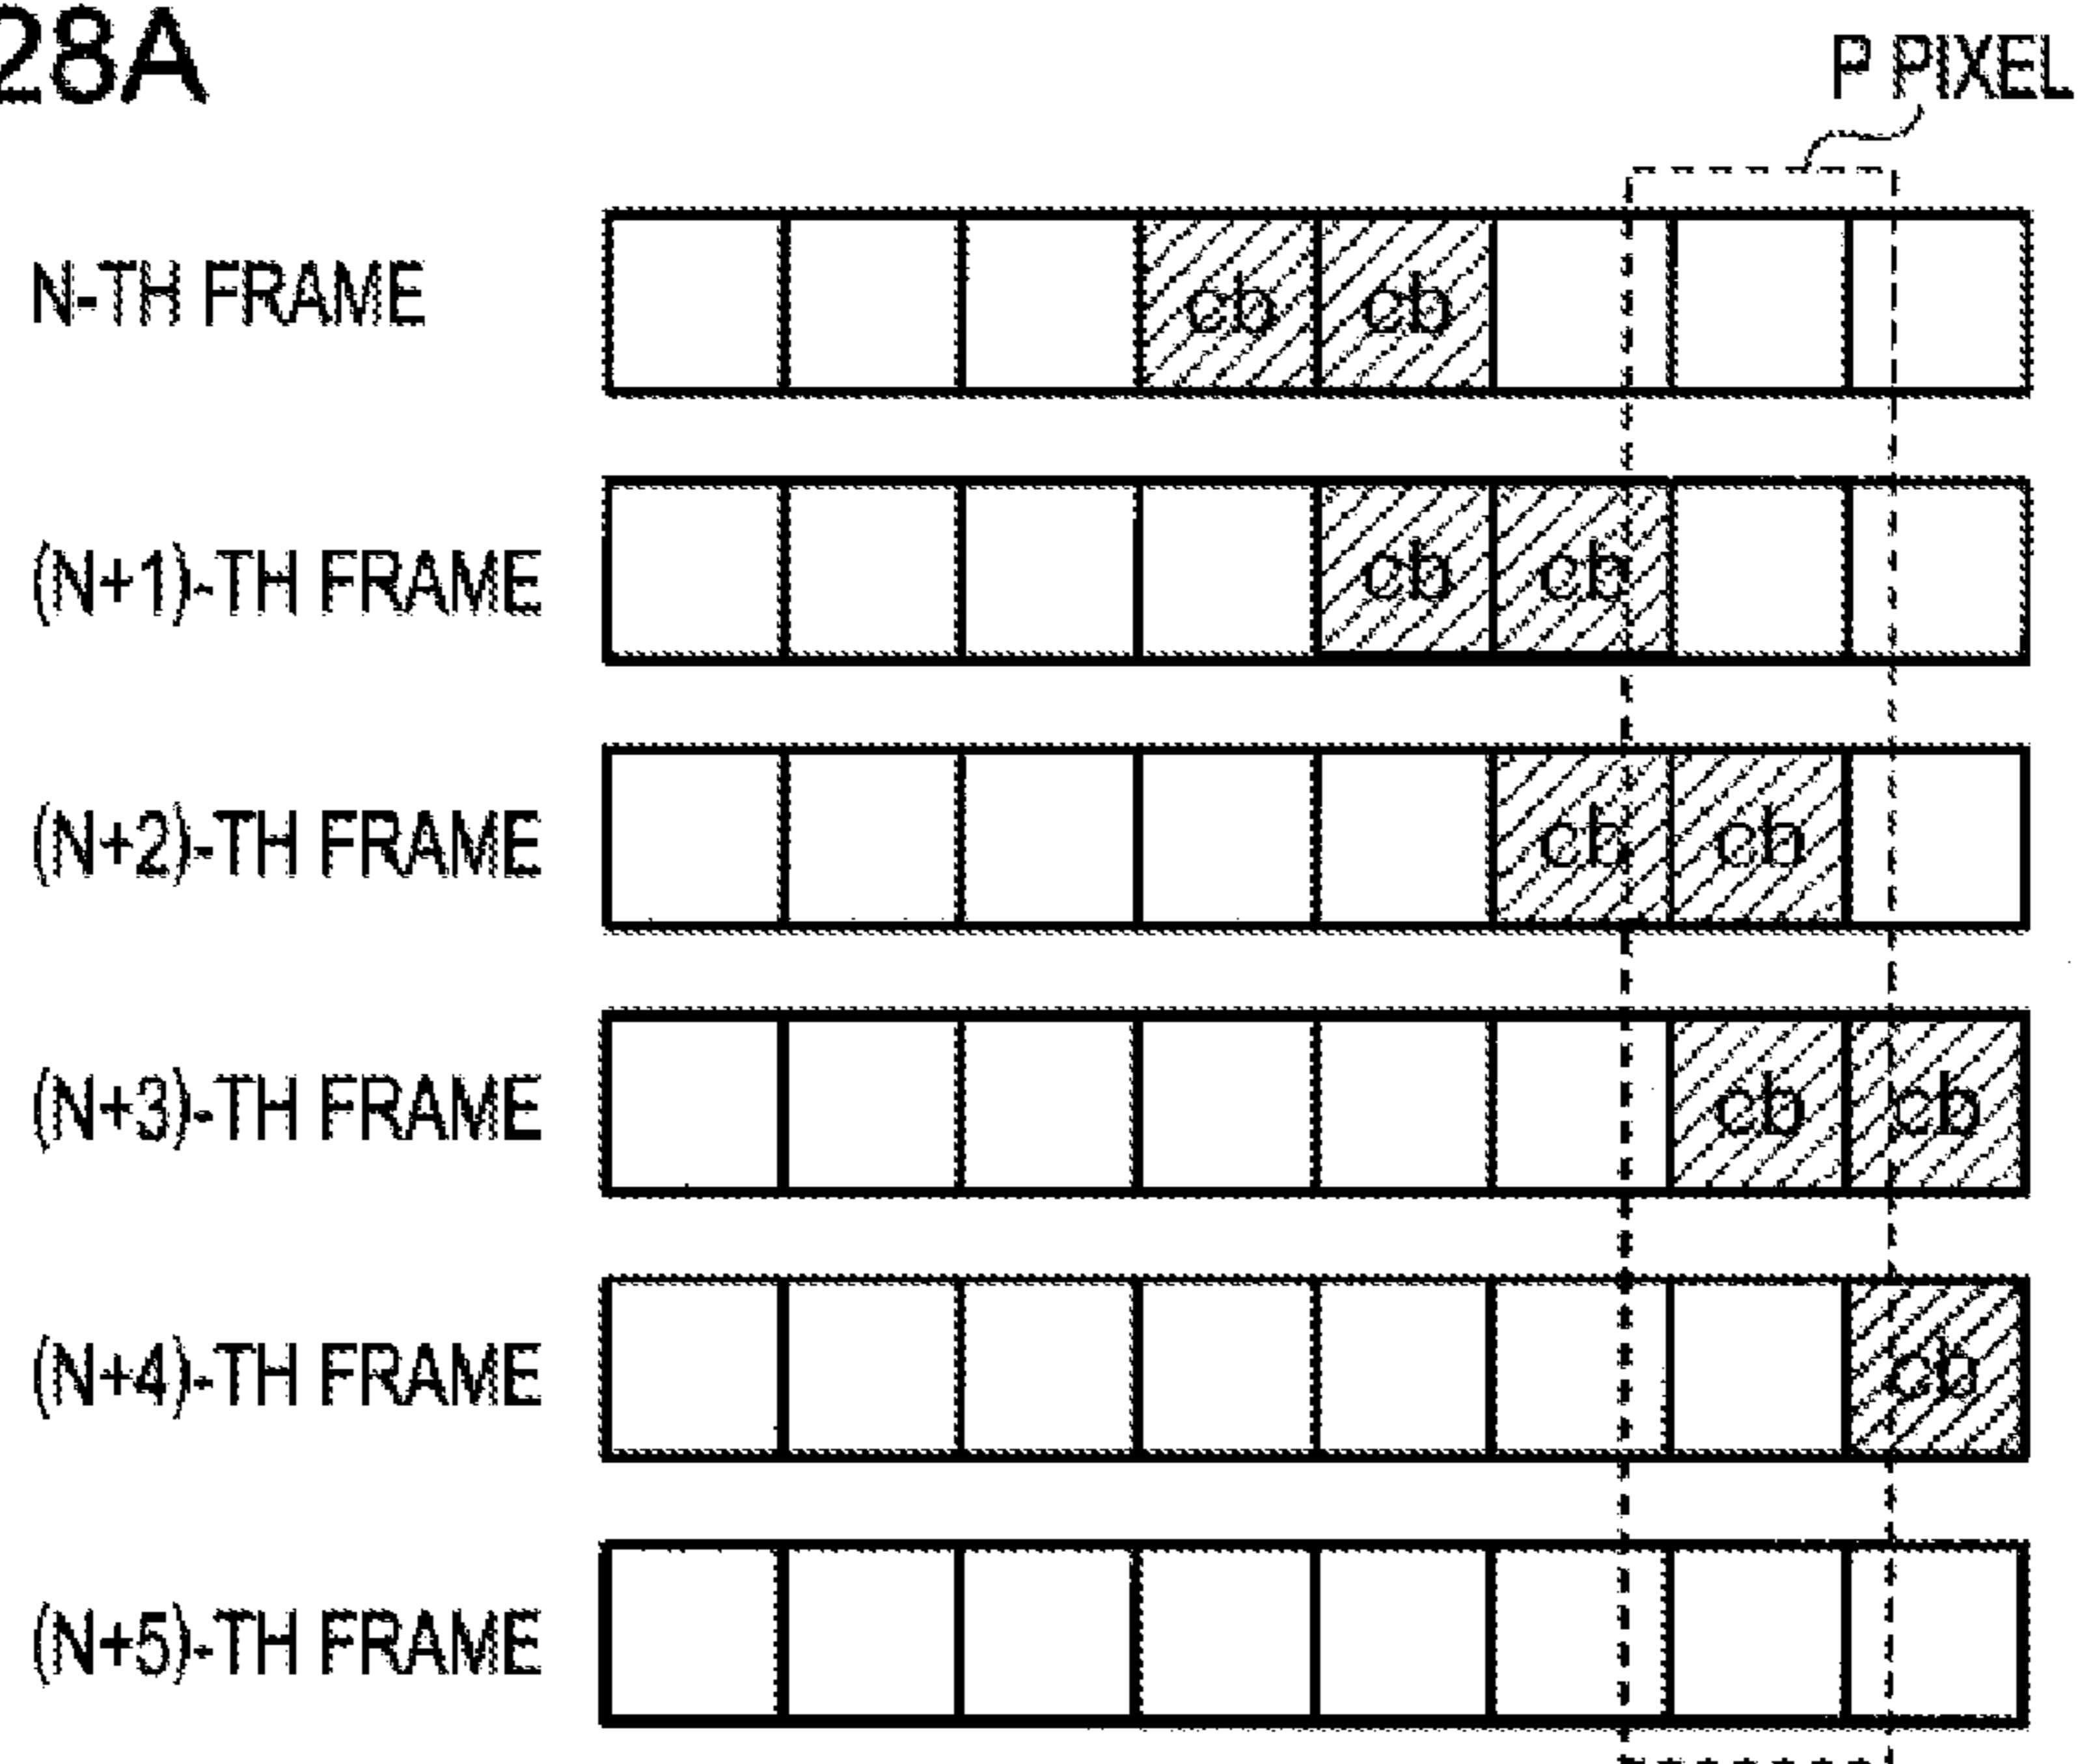 28A
P PIXEL
N-TH FRAME
cb cb
(N+1)-TH FRAME
cb cb
(N+2)-TH FRAME
cb cb
(N+3)-TH FRAME
cb cb
(N+4)-TH FRAME
cb
(N+5)-TH FRAME